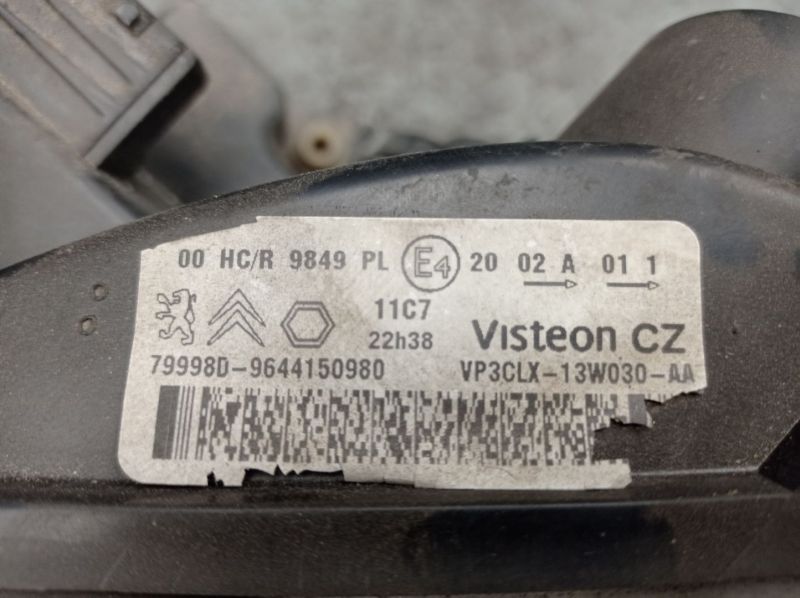 00 HC/R 9849 PL E4 20 02 A 01 1
11C7
22h38 Visteon CZ
79998D-9644150980 VP3CLX-13W030-AA